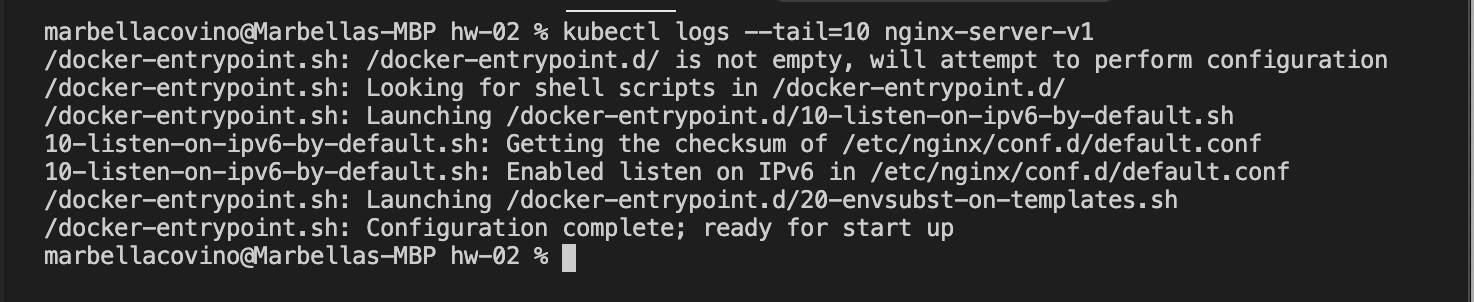 marbellacovino@Marbellas-MBP hw-02 % kubectl logs --tail=10 nginx-server-v1
/docker-entrypoint.sh: /docker-entrypoint.d/ is not empty, will attempt to perform configuration
/docker-entrypoint.sh: Looking for shell scripts in /docker-entrypoint.d/
/docker-entrypoint.sh: Launching /docker-entrypoint.d/10-listen-on-ipv6-by-default.sh
10-listen-on-ipv6-by-default.sh: Getting the checksum of /etc/nginx/conf.d/default.conf
10-listen-on-ipv6-by-default.sh: Enabled listen on IPv6 in /etc/nginx/conf.d/default.conf
/docker-entrypoint.sh: Launching /docker-entrypoint.d/20-envsubst-on-templates.sh
/docker-entrypoint.sh: Configuration complete; ready for start up
marbellacovino@Marbellas-MBP hw-02 %